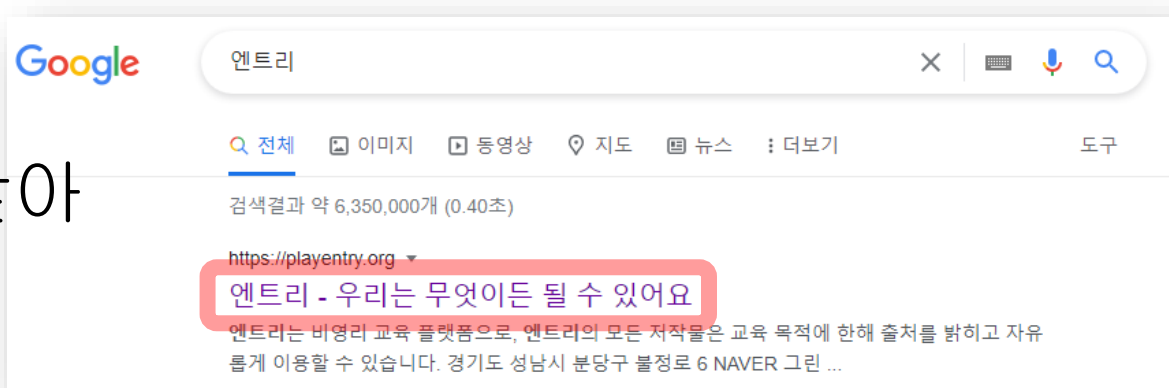 Google
엔트리
전체 이미지 동영상 지도 뉴스 더보기 도구
아
검색결과 약 6,350,000개 (0.40초)
https://playentry.org
엔트리 - 우리는 무엇이든 될 수 있어요
엔트리는 비영리 교육 플랫폼으로, 엔트리의 모든 저작물은 교육 목적에 한해 출처를 밝히고 자유
롭게 이용할 수 있습니다. 경기도 성남시 분당구 불정로 6 NAVER 그린 ...